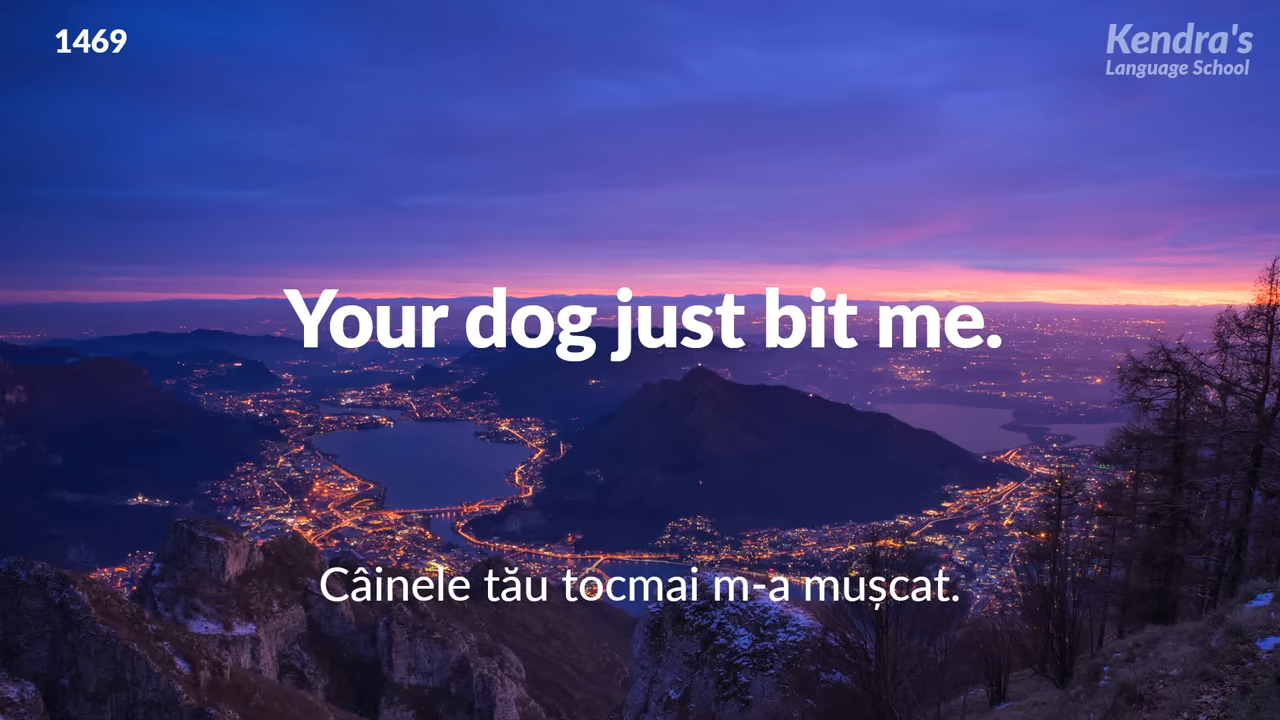 1469
Kendra's
Language School
Your dog just bit me.
Câinele tău tocmai m-a mușcat.